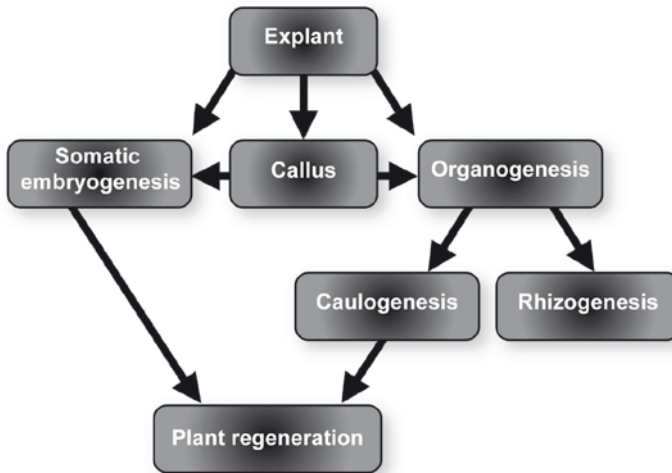 Explant
Somatic
embryogenesis
Callus
Organogenesis
Caulogenesis
Rhizogenesis
Plant regeneration